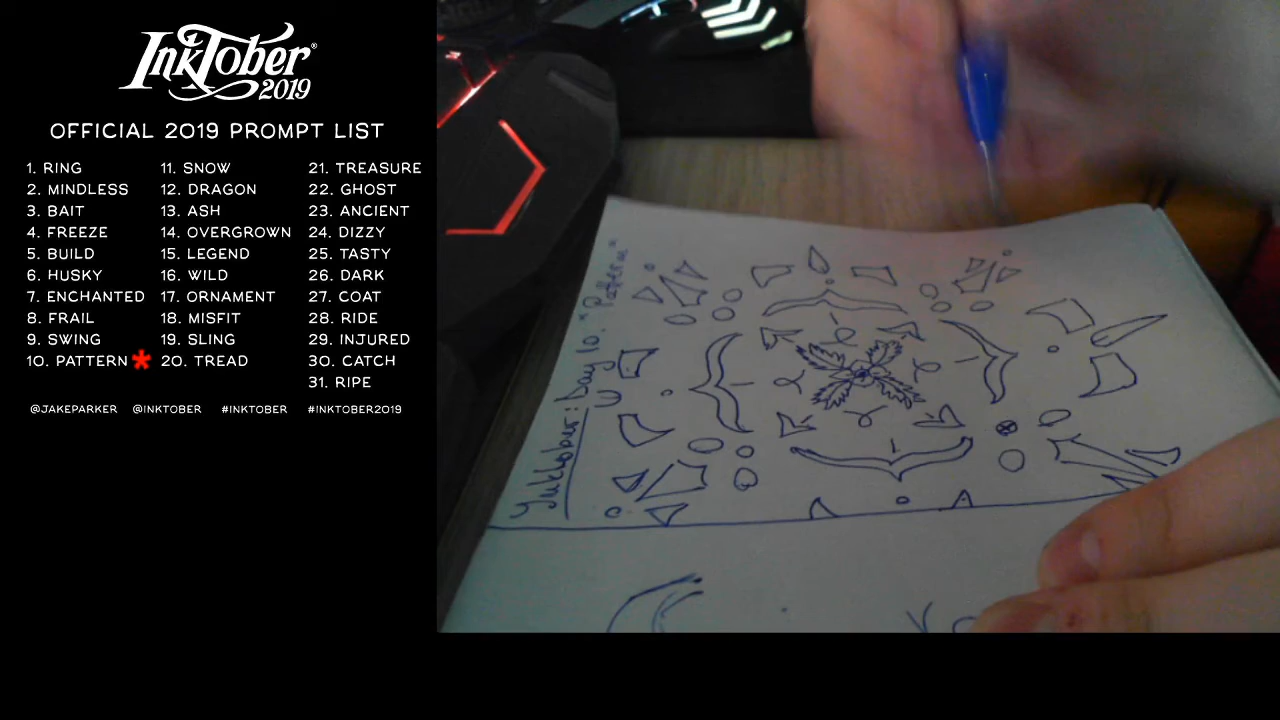 InkTober® 2019
OFFICIAL 2019 PROMPT LIST
1. RING
2. MINDLESS
3. BAIT
4. FREEZE
5. BUILD
6. HUSKY
7. ENCHANTED
8. FRAIL
9. SWING
10. PATTERN *
11. SNOW
12. DRAGON
13. ASH
14. OVERGROWN
15. LEGEND
16. WILD
17. ORNAMENT
18. MISFIT
19. SLING
20. TREAD
21. TREASURE
22. GHOST
23. ANCIENT
24. DIZZY
25. TASTY
26. DARK
27. COAT
28. RIDE
29. INJURED
30. CATCH
31. RIPE
@JAKEPARKER @INKTOBER #INKTOBER #INKTOBER2019
Day 10: "Pattern"